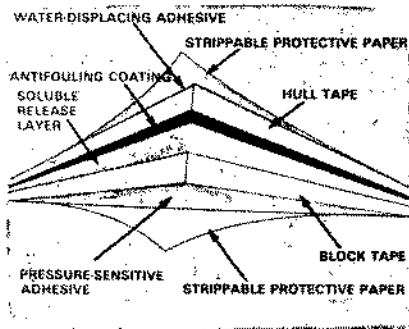 WATER-DISPLACING ADHESIVE
STRIPPABLE PROTECTIVE PAPER
ANTIFOULING COATING
SOLUBLE
RELEASE
LAYER
HULL TAPE
BLOCK TAPE
PRESSURE-SENSITIVE
ADHESIVE
STRIPPABLE PROTECTIVE PAPER